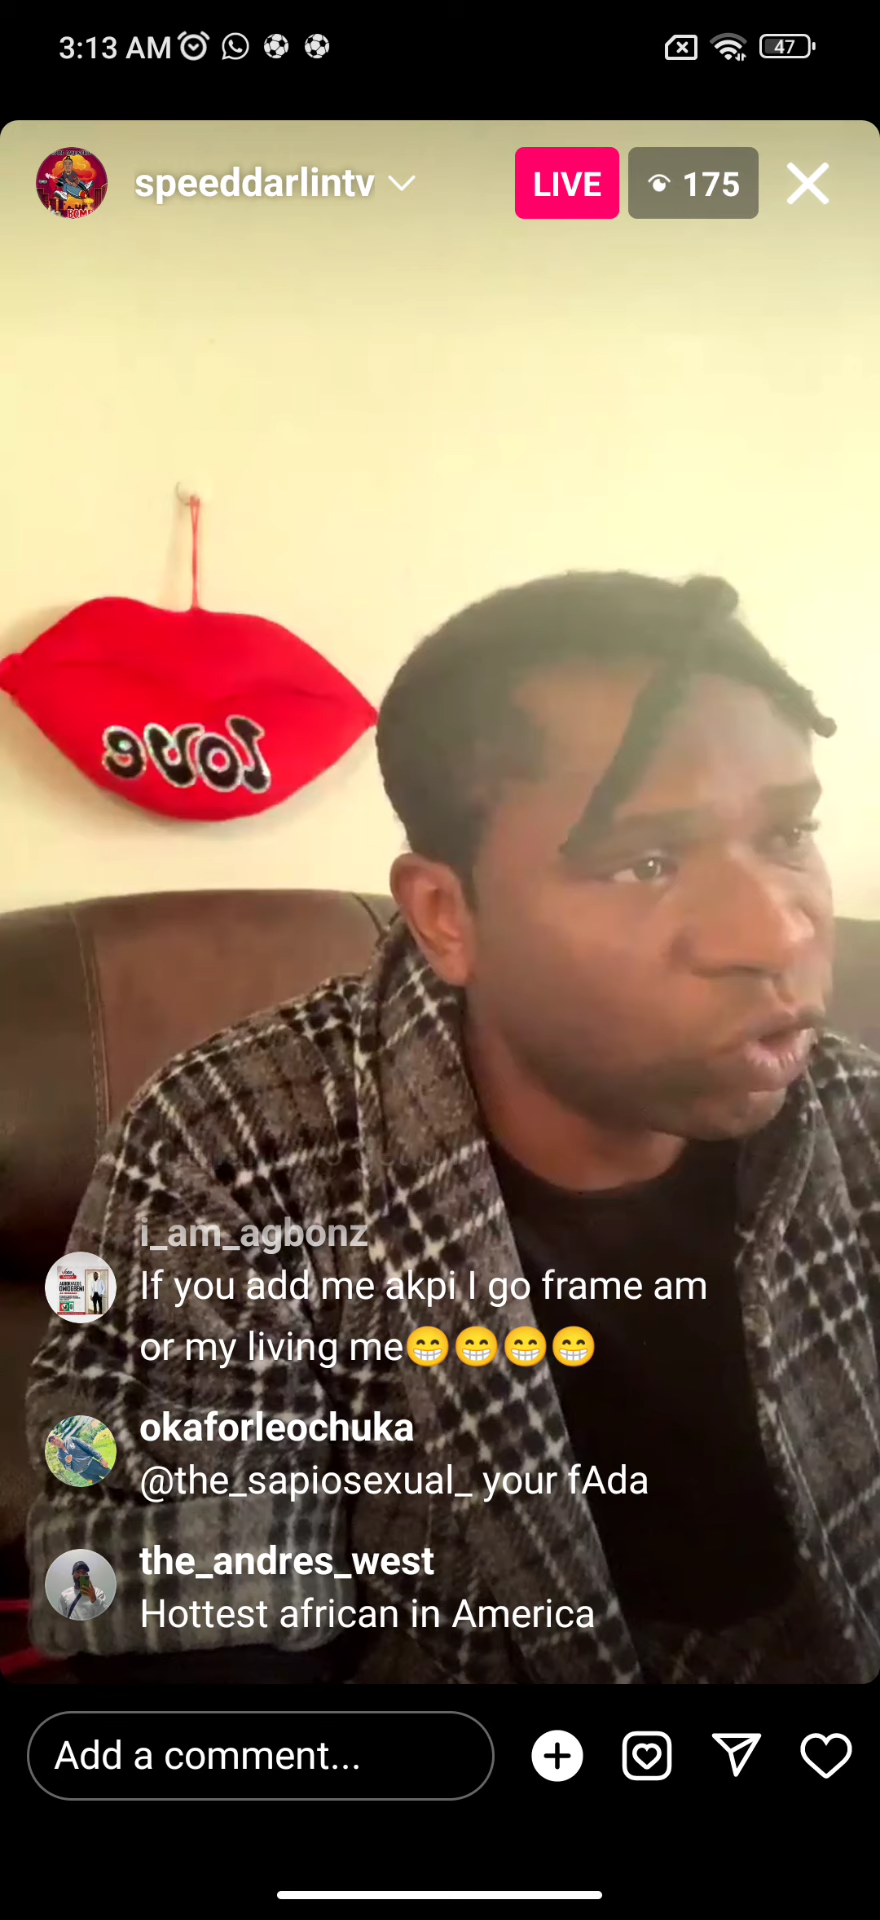 3:13 AM
47
speeddarlintv
LIVE
175
love
i_am_agbonz
If you add me akpi I go frame am
or my living me😁😁😁😁
okaforleochuka
@the_sapiosexual_ your fAda
the_andres_west
Hottest african in America
Add a comment...